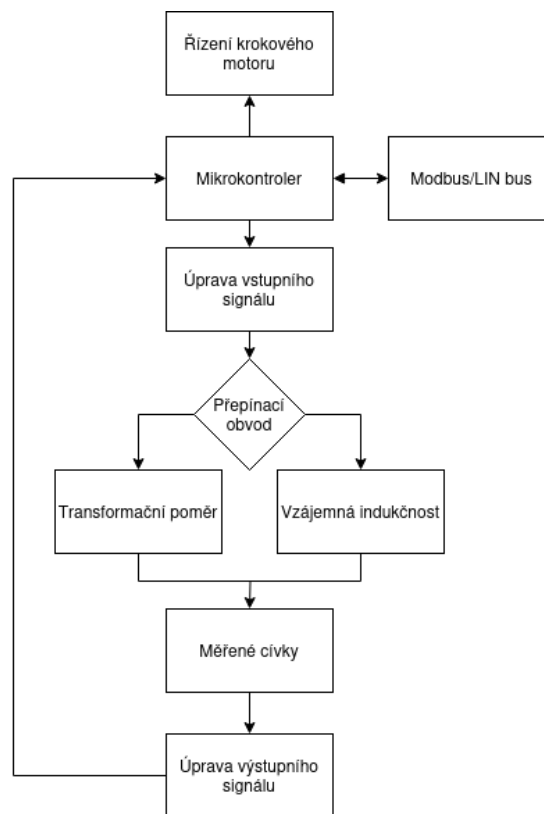 Řízení krokového
motoru
Mikrokontroler
Modbus/LIN bus
Úprava vstupního
signálu
Přepínací
obvod
Transformační poměr
Vzájemná indukčnost
Měřené cívky
Úprava výstupního
signálu